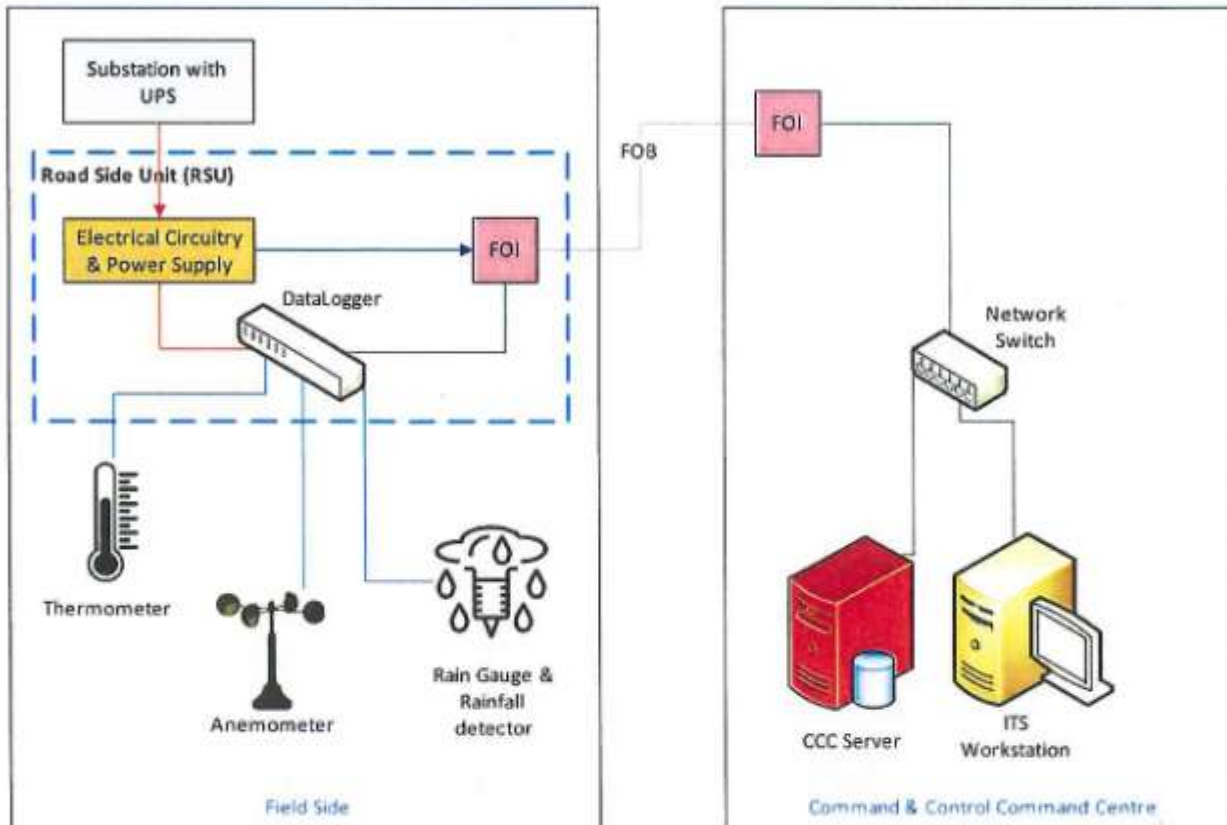 Substation with
UPS
Road Side Unit (RSU)
Electrical Circuitry
& Power Supply
FOI
DataLogger
Thermometer
Anemometer
Rain Gauge &
Rainfall
detector
Field Side
FOB
FOI
Network
Switch
CCC Server
ITS
Workstation
Command & Control Command Centre